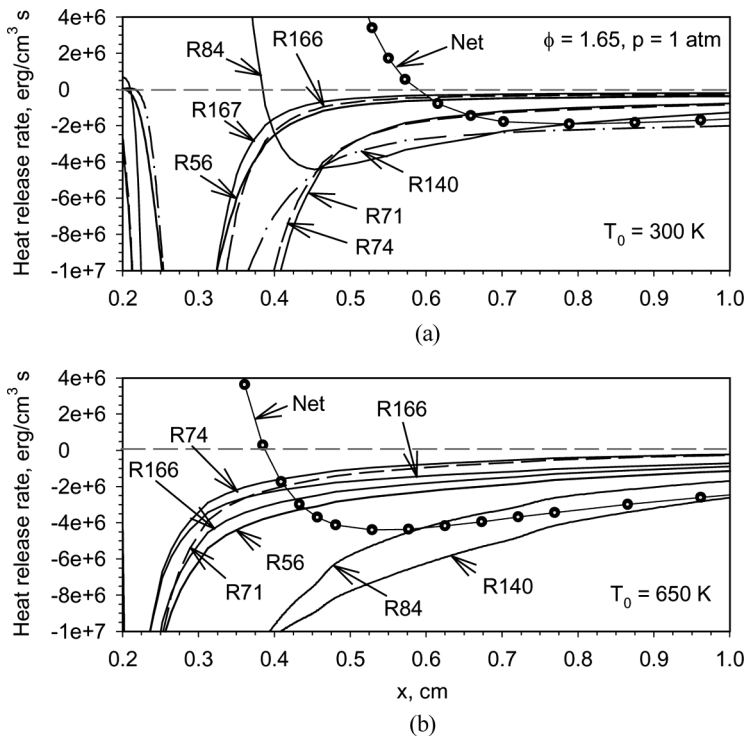 (a)
4e+6
2e+6
0
-2e+6
-4e+6
-6e+6
-8e+6
-1e+7
Heat release rate, erg/cm³ s
R84
R166
Net
ϕ = 1.65, p = 1 atm
R167
R56
R140
R71
R74
T₀ = 300 K
0.2 0.3 0.4 0.5 0.6 0.7 0.8 0.9 1.0
(a)
4e+6
2e+6
0
-2e+6
-4e+6
-6e+6
-8e+6
-1e+7
Heat release rate, erg/cm³ s
Net
R166
R74
R166
R56
R71
R84
R140
T₀ = 650 K
0.2 0.3 0.4 0.5 0.6 0.7 0.8 0.9 1.0
x, cm
(b)